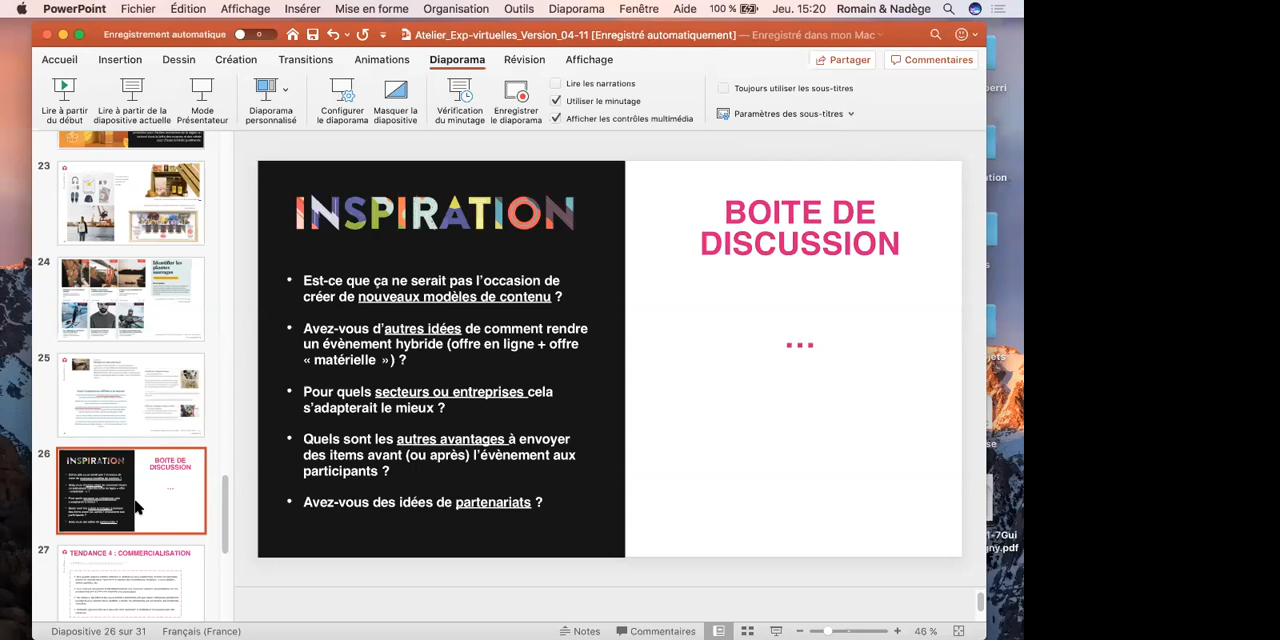 PowerPoint Fichier Édition Affichage Insérer Mise en forme Organisation Outils Diaporama Fenêtre Aide 100 % Jeu. 15:20 Romain & Nadège
Enregistrement automatique Atelier_Exp-virtuelles_Version_04-11 [Enregistré automatiquement] — Enregistré dans mon Mac
Accueil Insertion Dessin Création Transitions Animations Diaporama Révision Affichage Partager Commentaires
Lire à partir du début
Lire à partir de la diapositive actuelle
Mode Présentateur
Diaporama personnalisé
Configurer le diaporama
Masquer la diapositive
Vérification du minutage
Enregistrer le diaporama
Lire les narrations
Utiliser le minutage
Afficher les contrôles multimédia
Toujours utiliser les sous-titres
Paramètres des sous-titres
23
24
Identifier les
plantes
sauvages
25
26
INSPIRATION
BOITE DE
DISCUSSION
...
27
TENDANCE 4 : COMMERCIALISATION
INSPIRATION
• Est-ce que ça ne serait pas l'occasion de
créer de nouveaux modèles de contenu ?
• Avez-vous d'autres idées de comment rendre
un évènement hybride (offre en ligne + offre
« matérielle ») ?
• Pour quels secteurs ou entreprises cela
s'adapterait le mieux ?
• Quels sont les autres avantages à envoyer
des items avant (ou après) l'évènement aux
participants ?
• Avez-vous des idées de partenariats ?
BOITE DE
DISCUSSION
...
Diapositive 26 sur 31 Français (France) Notes Commentaires 46 %